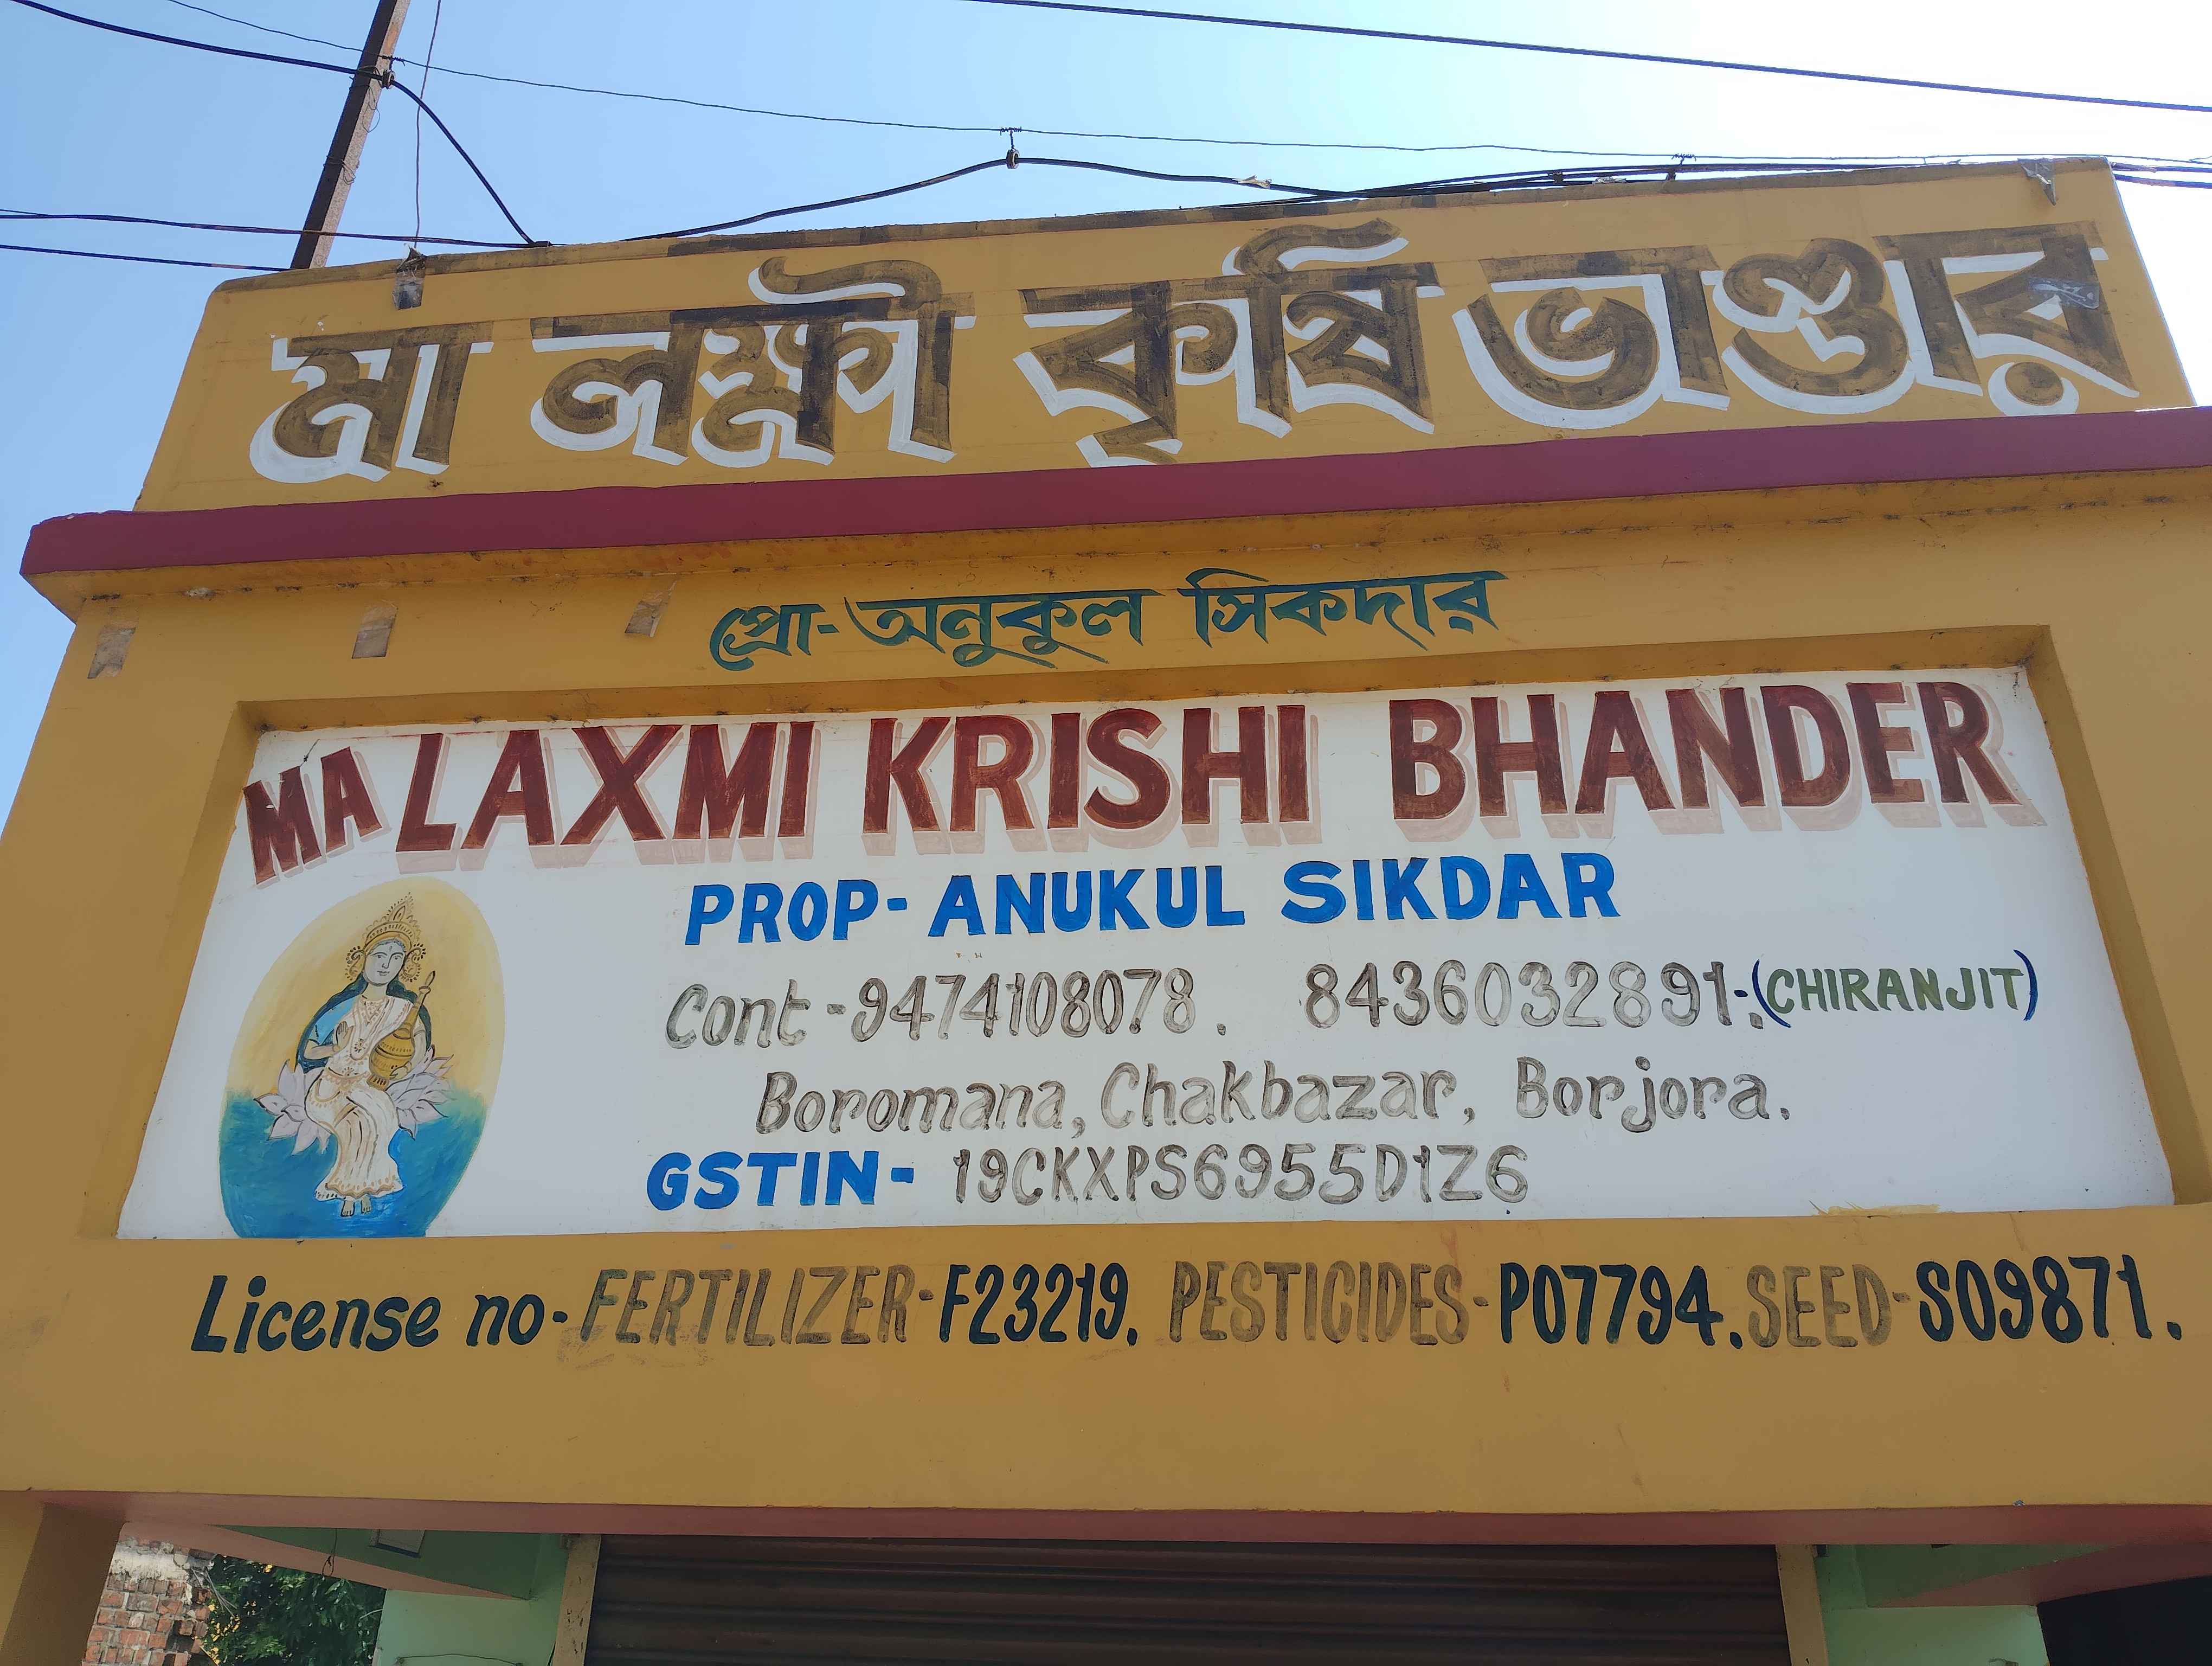 মা লক্ষ্মী কৃষি ভাণ্ডার
প্রো-অনুকুল সিকদার
MA LAXMI KRISHI BHANDER
PROP- ANUKUL SIKDAR
Cont-9474108078. 8436032891:-(CHIRANJIT)
Boromana, Chakbazar, Borjora.
GSTIN- 19CKXPS6955D1Z6
License no-FERTILIZER-F23219. PESTICIDES-P07794. SEED-S09871.